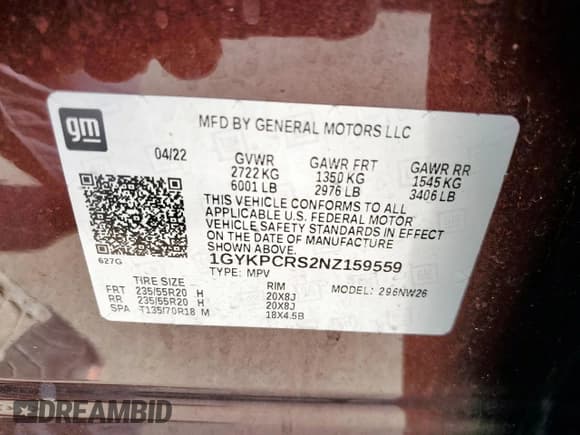 gm
MFD BY GENERAL MOTORS LLC
04/22 GVWR GAWR FRT GAWR RR
2722 KG 1350 KG 1545 KG
6001 LB 2976 LB 3406 LB
THIS VEHICLE CONFORMS TO ALL
APPLICABLE U.S. FEDERAL MOTOR
VEHICLE SAFETY STANDARDS IN EFFECT
ON THE DATE OF MANUFACTURE
SHOWN ABOVE.
627G
1GYKPCRS2NZ159559
TYPE: MPV
TIRE SIZE RIM MODEL: 296NW26
FRT 235/55R20 H 20X8J
RR 235/55R20 H 20X8J
SPA T135/70R18 M 18X4.5B
DREAMBID